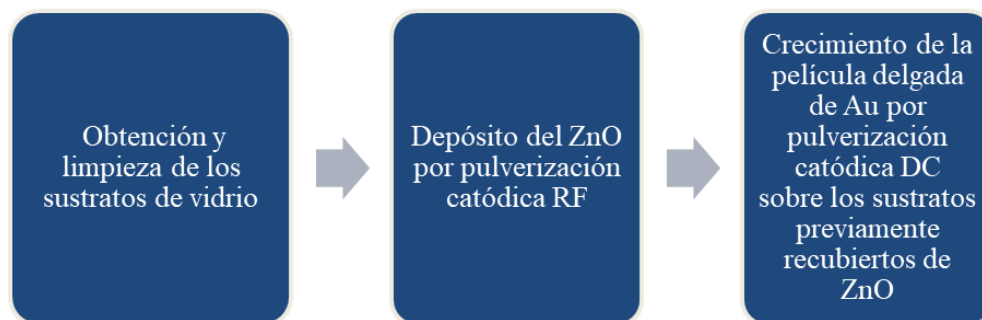 Obtención y
limpieza de los
sustratos de vidrio
Depósito del ZnO
por pulverización
catódica RF
Crecimiento de la
película delgada
de Au por
pulverización
catódica DC
sobre los sustratos
previamente
recubiertos de
ZnO